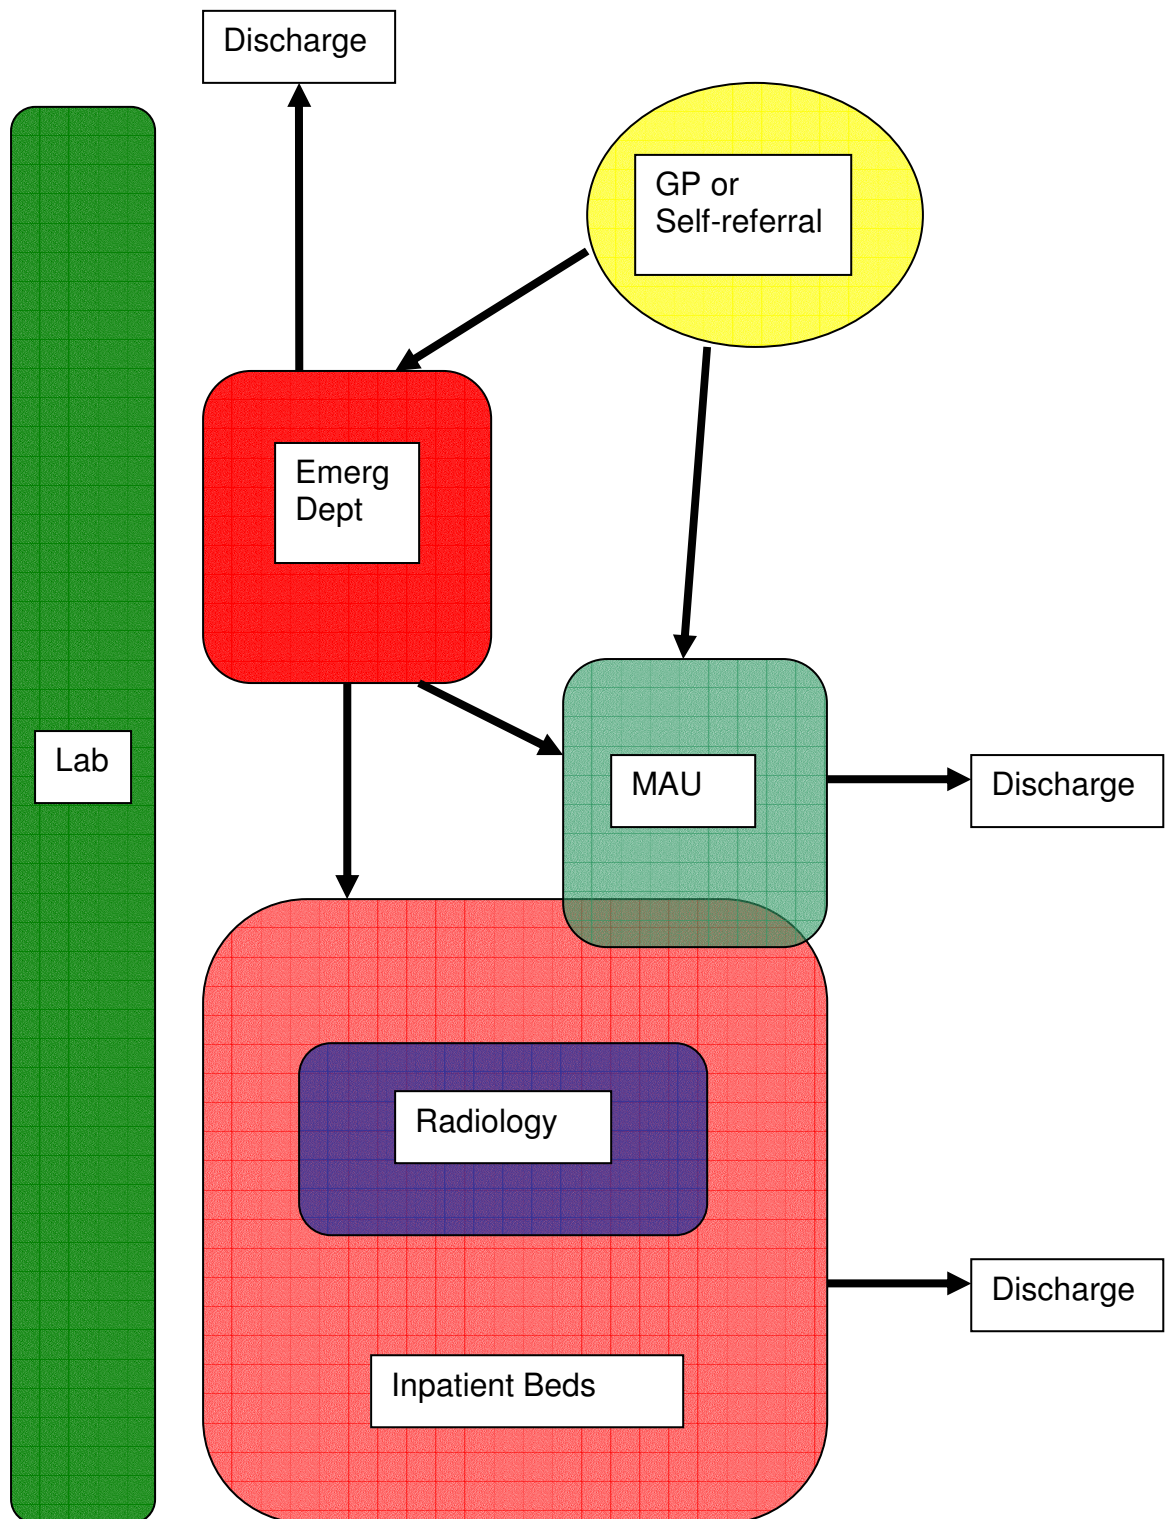 Discharge
GP or
Self-referral
Emerg
Dept
Lab
MAU
Discharge
Radiology
Discharge
Inpatient Beds